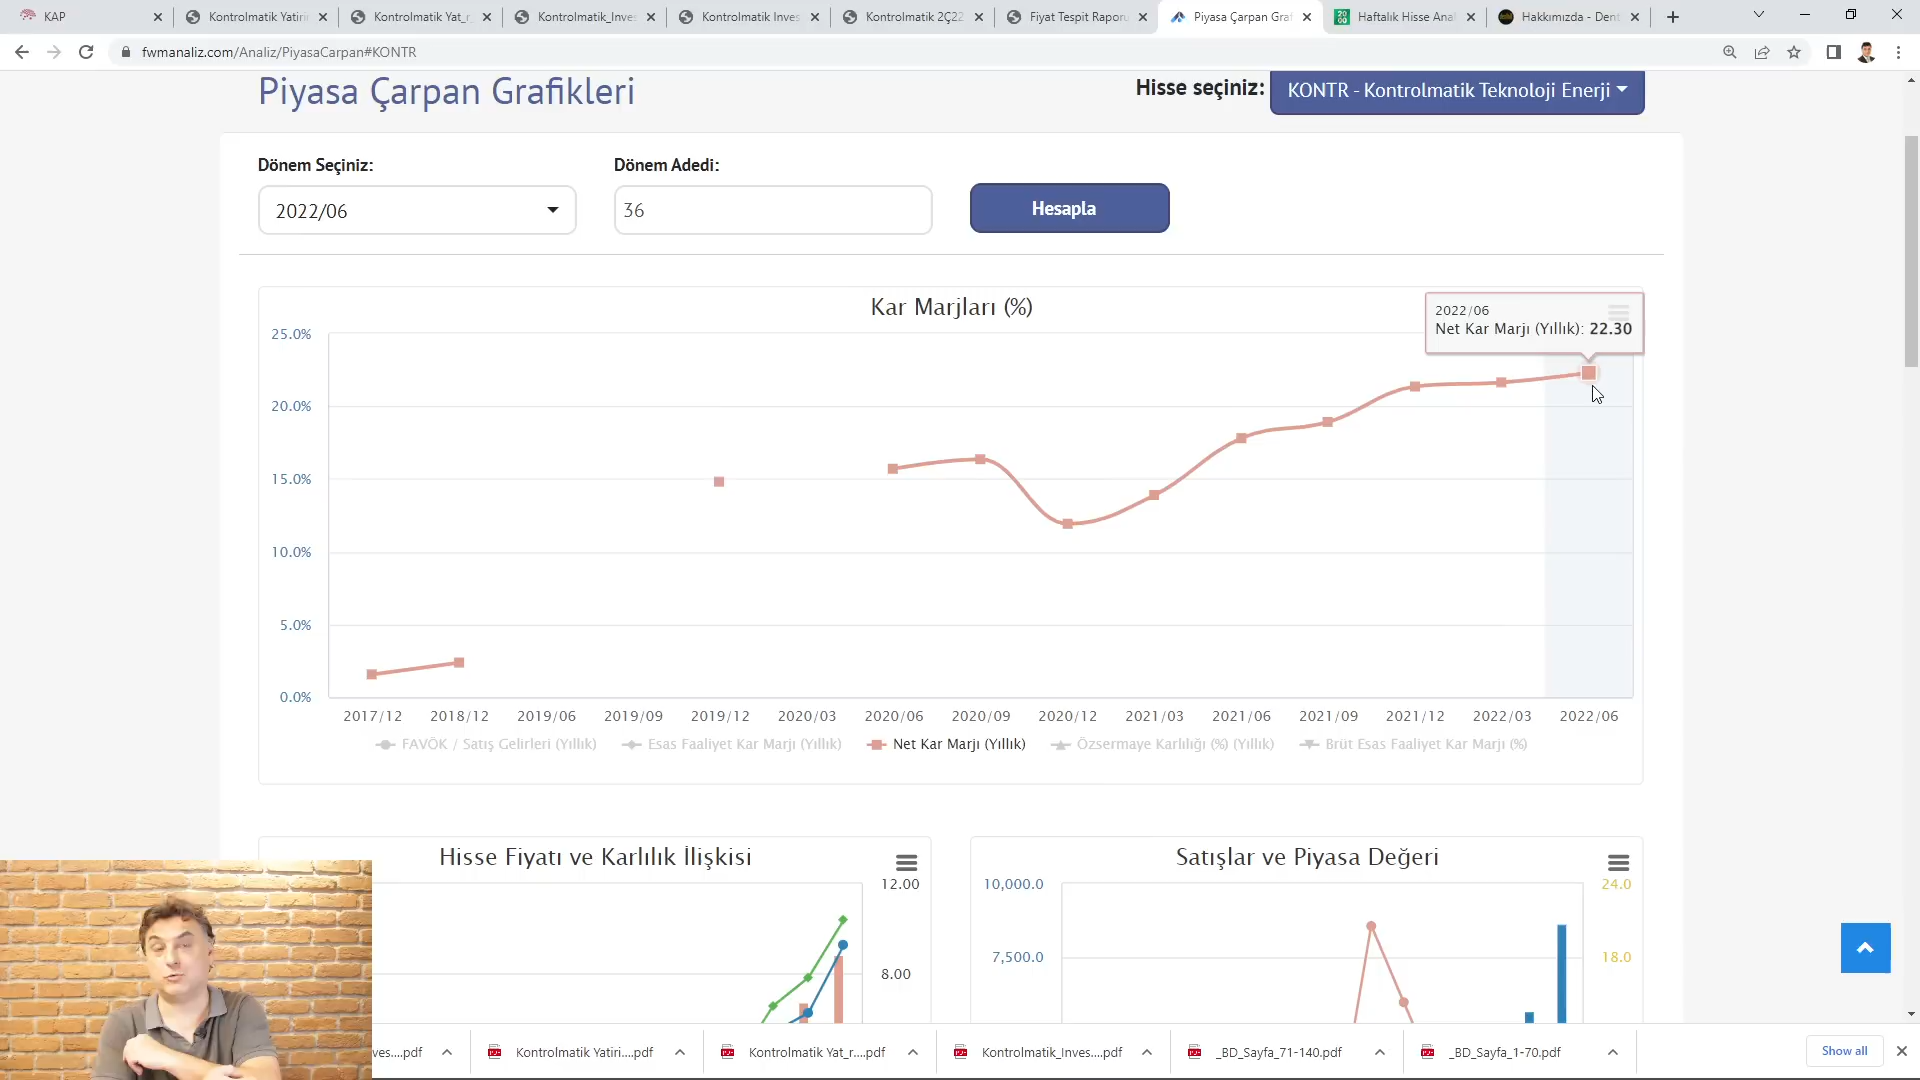 KAP
Kontrolmatik Yatiri
Kontrolmatik Yat_r
Kontrolmatik_Inves
Kontrolmatik Inves
Kontrolmatik 2Ç22
Fiyat Tespit Raporu
Piyasa Çarpan Graf
Haftalık Hisse Anal
Hakkımızda - Dent
fwmanaliz.com/Analiz/PiyasaCarpan#KONTR
Piyasa Çarpan Grafikleri
Hisse seçiniz:
KONTR - Kontrolmatik Teknoloji Enerji
Dönem Seçiniz:
Dönem Adedi:
2022/06
36
Hesapla
Kar Marjları (%)
2022/06
Net Kar Marjı (Yıllık): 22.30
25.0%
20.0%
15.0%
10.0%
5.0%
0.0%
2017/12 2018/12 2019/06 2019/09 2019/12 2020/03 2020/06 2020/09 2020/12 2021/03 2021/06 2021/09 2021/12 2022/03 2022/06
FAVÖK / Satış Gelirleri (Yıllık) Esas Faaliyet Kar Marjı (Yıllık) Net Kar Marjı (Yıllık) Özsermaye Karlılığı (%) (Yıllık) Brüt Esas Faaliyet Kar Marjı (%)
Hisse Fiyatı ve Karlılık İlişkisi
12.00
8.00
Satışlar ve Piyasa Değeri
10,000.0
24.0
7,500.0
18.0
ves....pdf
Kontrolmatik Yatiri....pdf
Kontrolmatik Yat_r....pdf
Kontrolmatik_Inves....pdf
_BD_Sayfa_71-140.pdf
_BD_Sayfa_1-70.pdf
Show all